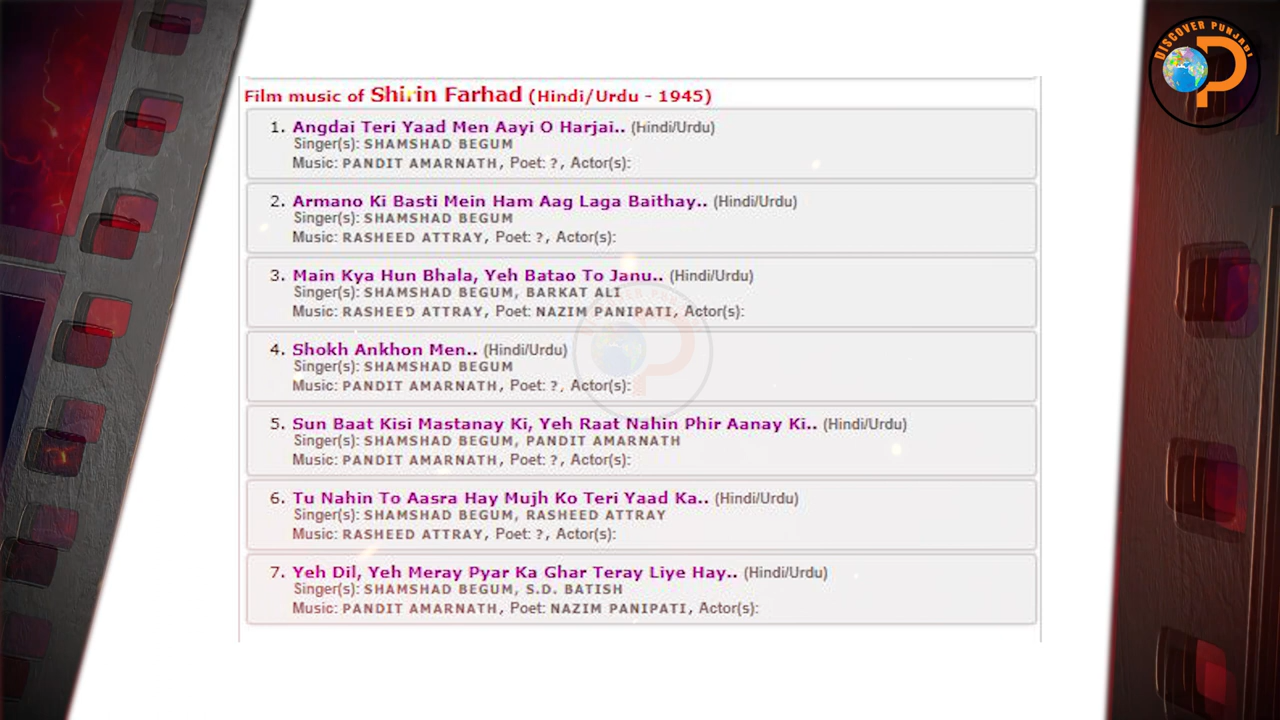 DISCOVER PUNJABI
Film music of Shirin Farhad (Hindi/Urdu - 1945)
1. Angdai Teri Yaad Men Aayi O Harjai.. (Hindi/Urdu)
Singer(s): SHAMSHAD BEGUM
Music: PANDIT AMARNATH, Poet: ?, Actor(s):
2. Armano Ki Basti Mein Ham Aag Laga Baithay.. (Hindi/Urdu)
Singer(s): SHAMSHAD BEGUM
Music: RASHEED ATTRAY, Poet: ?, Actor(s):
3. Main Kya Hun Bhala, Yeh Batao To Janu.. (Hindi/Urdu)
Singer(s): SHAMSHAD BEGUM, BARKAT ALI
Music: RASHEED ATTRAY, Poet: NAZIM PANIPATI, Actor(s):
4. Shokh Ankhon Men.. (Hindi/Urdu)
Singer(s): SHAMSHAD BEGUM
Music: PANDIT AMARNATH, Poet: ?, Actor(s):
5. Sun Baat Kisi Mastanay Ki, Yeh Raat Nahin Phir Aanay Ki.. (Hindi/Urdu)
Singer(s): SHAMSHAD BEGUM, PANDIT AMARNATH
Music: PANDIT AMARNATH, Poet: ?, Actor(s):
6. Tu Nahin To Aasra Hay Mujh Ko Teri Yaad Ka.. (Hindi/Urdu)
Singer(s): SHAMSHAD BEGUM, RASHEED ATTRAY
Music: RASHEED ATTRAY, Poet: ?, Actor(s):
7. Yeh Dil, Yeh Meray Pyar Ka Ghar Teray Liye Hay.. (Hindi/Urdu)
Singer(s): SHAMSHAD BEGUM, S.D. BATISH
Music: PANDIT AMARNATH, Poet: NAZIM PANIPATI, Actor(s):